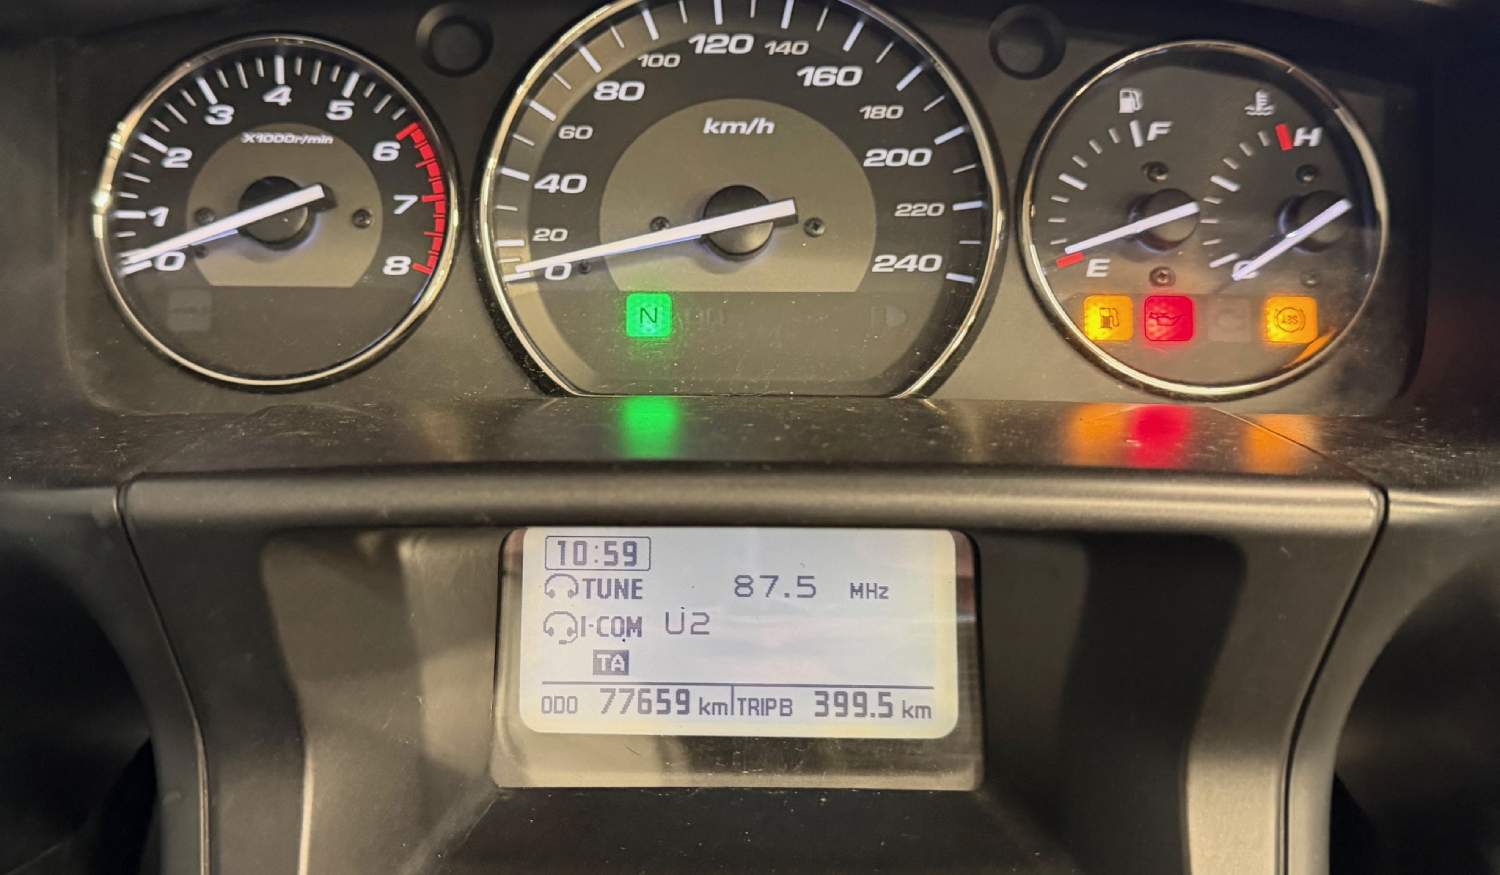 0
1
2
3
4
5
6
7
8
X1000r/min
0
20
40
60
80
100
120
140
160
180
200
220
240
km/h
N
F
E
H
C
ABS
10:59
TUNE 87.5 MHz
I-COM U2
TA
ODO 77659 km TRIP B 399.5 km